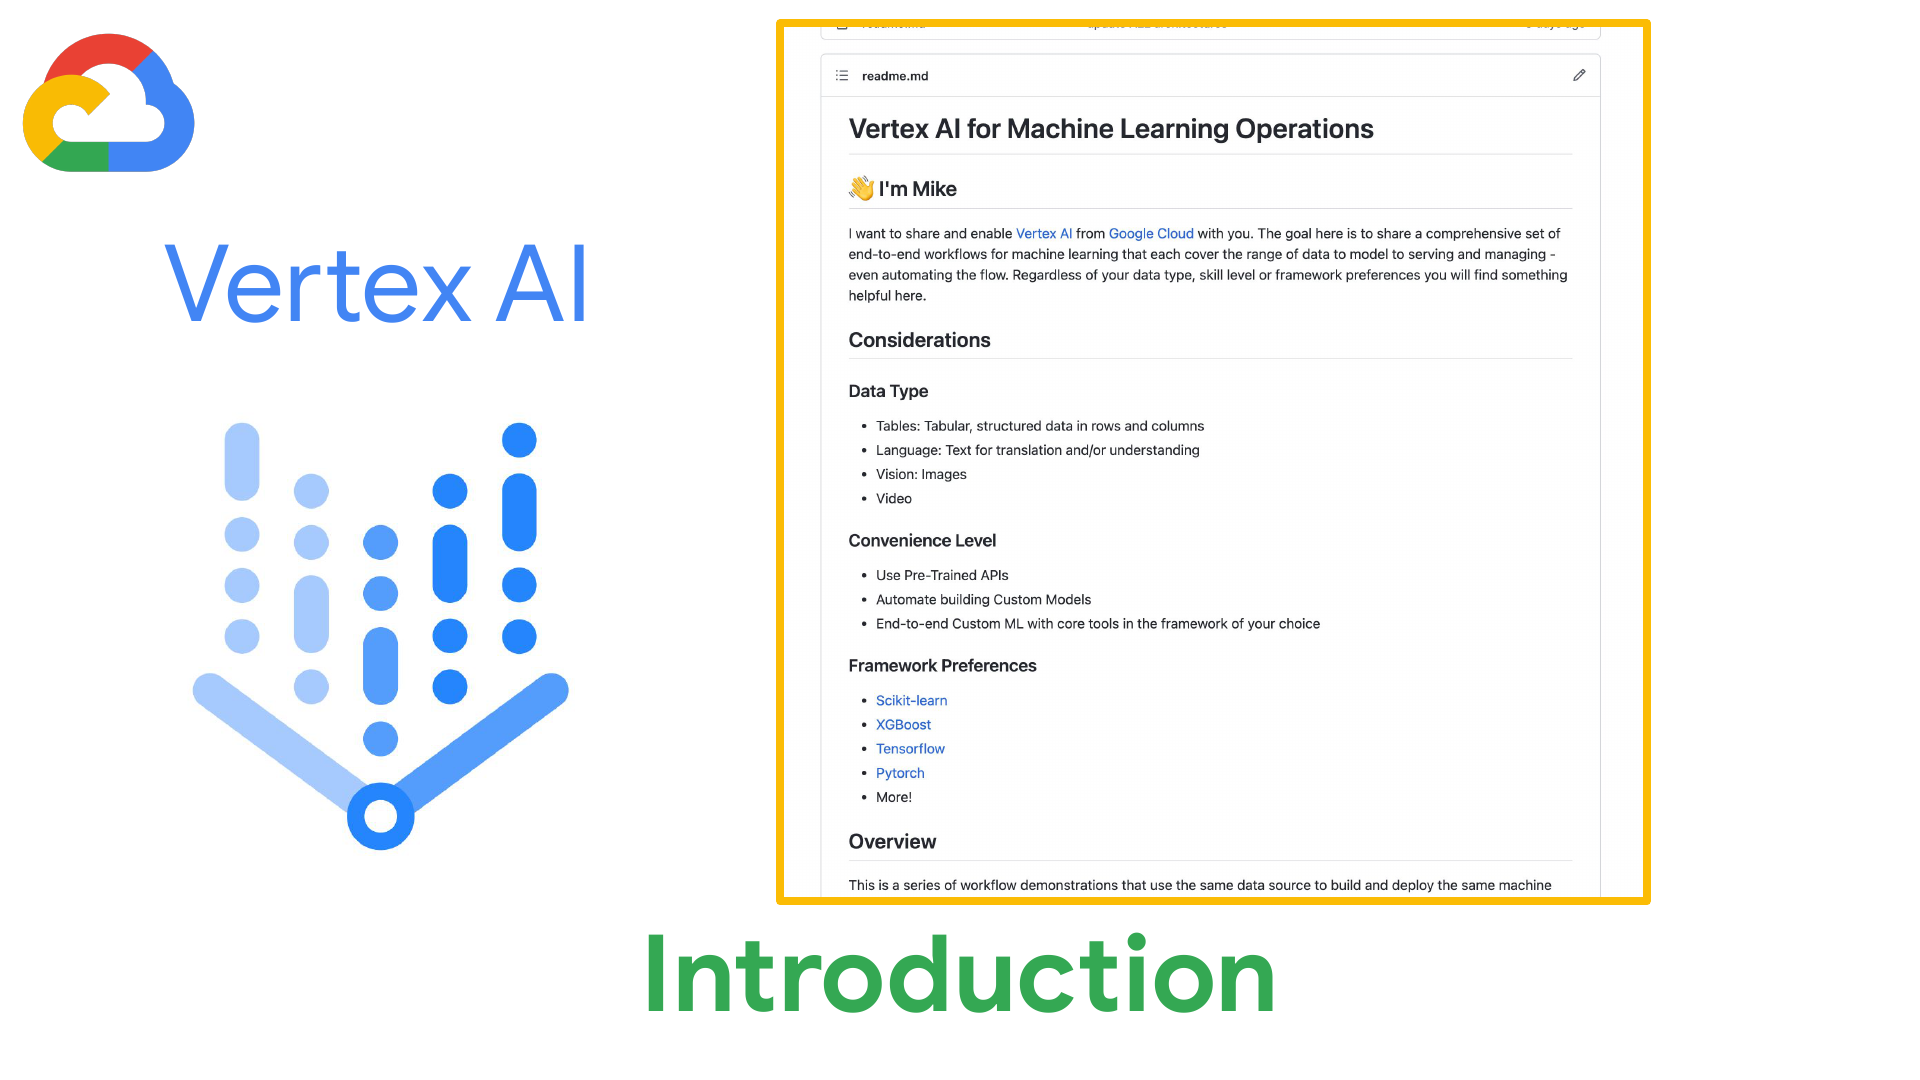 Vertex AI
readme.md
Vertex AI for Machine Learning Operations
👋 I'm Mike
I want to share and enable Vertex AI from Google Cloud with you. The goal here is to share a comprehensive set of
end-to-end workflows for machine learning that each cover the range of data to model to serving and managing -
even automating the flow. Regardless of your data type, skill level or framework preferences you will find something
helpful here.
Considerations
Data Type
• Tables: Tabular, structured data in rows and columns
• Language: Text for translation and/or understanding
• Vision: Images
• Video
Convenience Level
• Use Pre-Trained APIs
• Automate building Custom Models
• End-to-end Custom ML with core tools in the framework of your choice
Framework Preferences
• Scikit-learn
• XGBoost
• Tensorflow
• Pytorch
• More!
Overview
This is a series of workflow demonstrations that use the same data source to build and deploy the same machine
Introduction